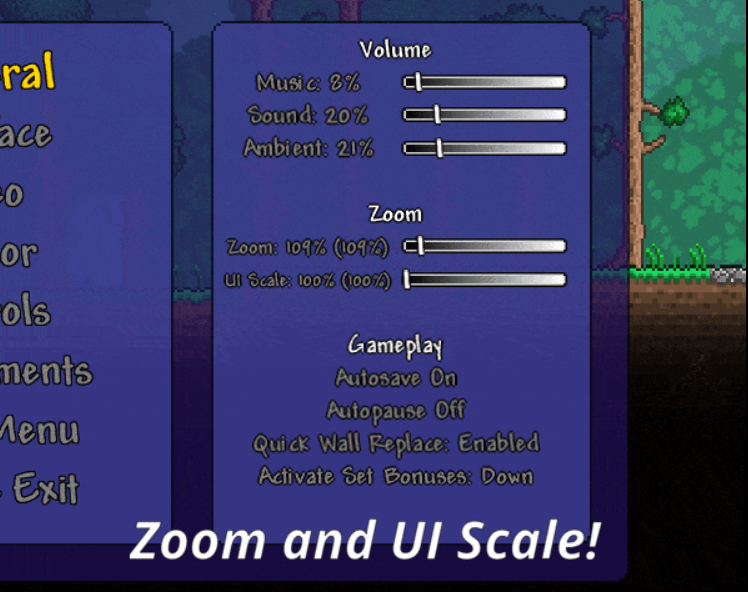 ral
ace
o
or
ols
ments
Menu
Exit
Volume
Music: 8%
Sound: 20%
Ambient: 21%
Zoom
Zoom: 109% (109%)
UI Scale: 100% (100%)
Gameplay
Autosave On
Autopause Off
Quick Wall Replace: Enabled
Activate Set Bonuses: Down
Zoom and UI Scale!